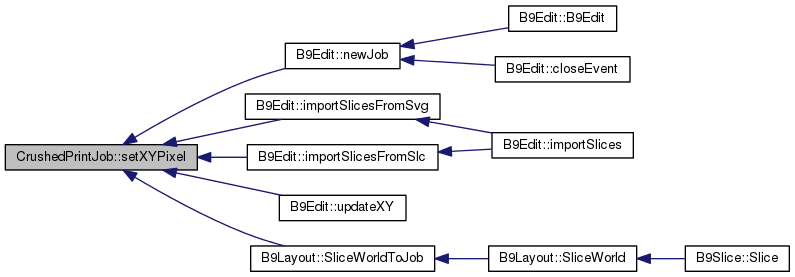 B9Edit::B9Edit
B9Edit::newJob
B9Edit::closeEvent
B9Edit::importSlicesFromSvg
B9Edit::importSlices
CrushedPrintJob::setXYPixel
B9Edit::importSlicesFromSlc
B9Edit::updateXY
B9Layout::SliceWorldToJob
B9Layout::SliceWorld
B9Slice::Slice